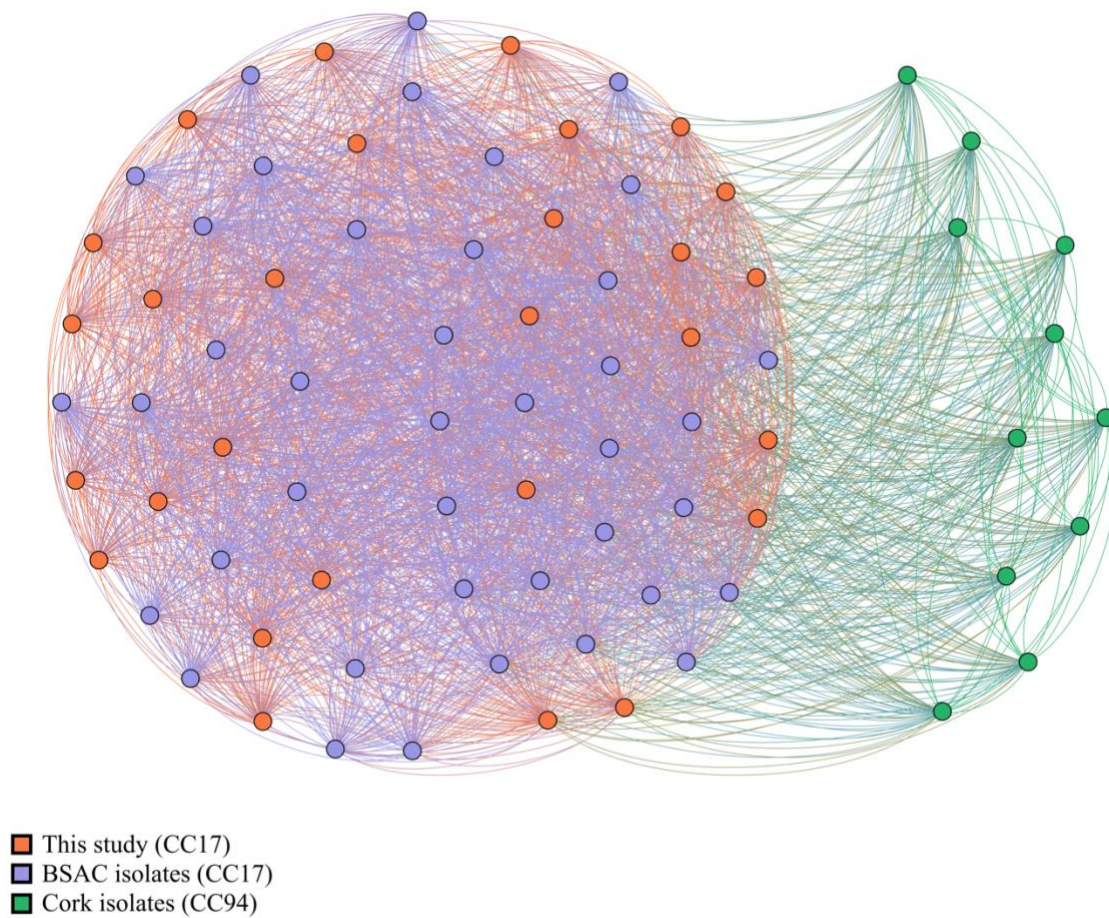 This study (CC17)
BSAC isolates (CC17)
Cork isolates (CC94)